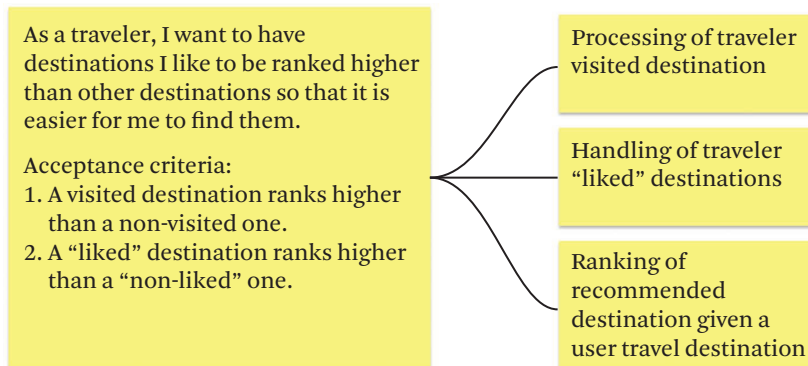 As a traveler, I want to have
destinations I like to be ranked higher
than other destinations so that it is
easier for me to find them.
Acceptance criteria:
1. A visited destination ranks higher
than a non-visited one.
2. A “liked” destination ranks higher
than a “non-liked” one.
Processing of traveler
visited destination
Handling of traveler
“liked” destinations
Ranking of
recommended
destination given a
user travel destination